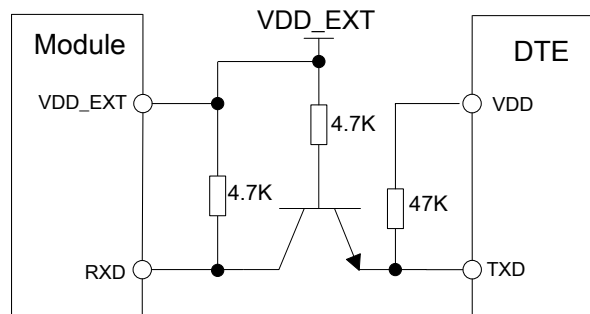 VDD_EXT
Module
DTE
VDD_EXT
VDD
4.7K
4.7K
47K
RXD
TXD